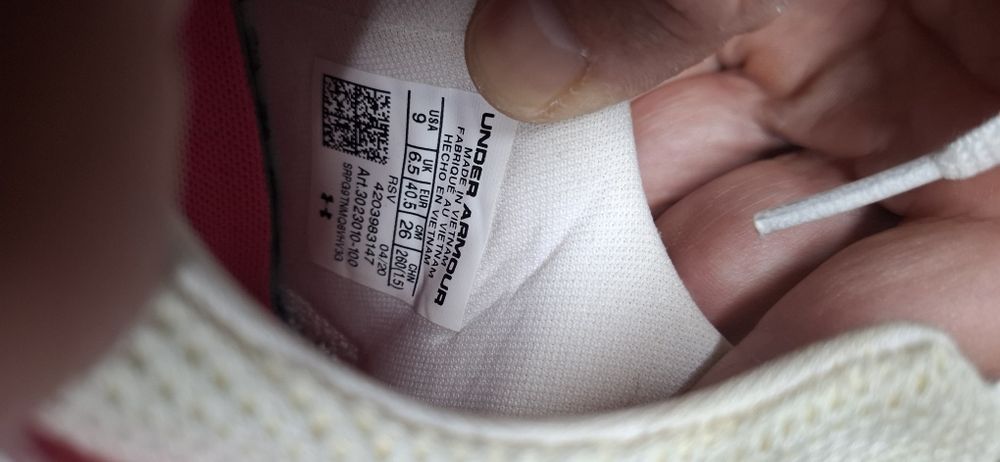 UNDER ARMOUR
MADE IN VIETNAM
FABRIQUÉ AU VIETNAM
HECHO EN VIETNAM
USA UK EUR CM CHN
9 6.5 40.5 26 260(1.5)
RSV 04/20
4203983147
Art.3023010-100